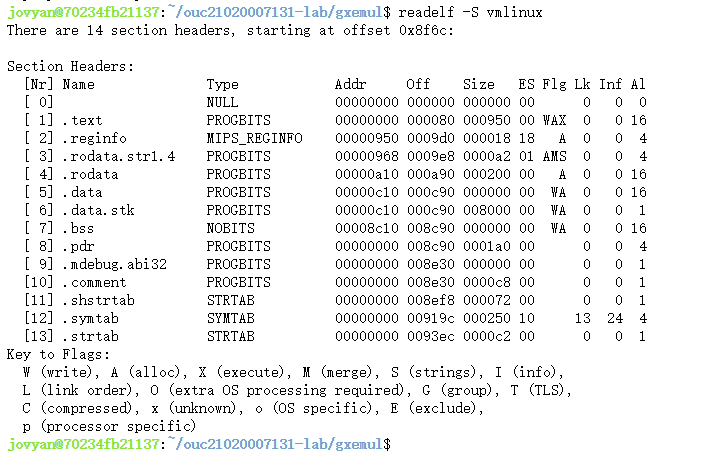 jovyan@70234fb21137:~/ouc21020007131-lab/gxemul$ readelf -S vmlinux
There are 14 section headers, starting at offset 0x8f6c:
Section Headers:
[Nr] Name Type Addr Off Size ES Flg Lk Inf Al
[ 0] NULL 00000000 000000 000000 00 0 0 0
[ 1] .text PROGBITS 00000000 000080 000950 00 WAX 0 0 16
[ 2] .reginfo MIPS_REGINFO 00000950 0009d0 000018 18 A 0 0 4
[ 3] .rodata.str1.4 PROGBITS 00000968 0009e8 0000a2 01 AMS 0 0 4
[ 4] .rodata PROGBITS 00000a10 000a90 000200 00 A 0 0 16
[ 5] .data PROGBITS 00000c10 000c90 000000 00 WA 0 0 16
[ 6] .data.stk PROGBITS 00000c10 000c90 008000 00 WA 0 0 1
[ 7] .bss NOBITS 00008c10 008c90 000000 00 WA 0 0 16
[ 8] .pdr PROGBITS 00000000 008c90 0001a0 00 0 0 4
[ 9] .mdebug.abi32 PROGBITS 00000000 008e30 000000 00 0 0 1
[10] .comment PROGBITS 00000000 008e30 0000c8 00 0 0 1
[11] .shstrtab STRTAB 00000000 008ef8 000072 00 0 0 1
[12] .symtab SYMTAB 00000000 00919c 000250 10 13 24 4
[13] .strtab STRTAB 00000000 0093ec 0000c2 00 0 0 1
Key to Flags:
W (write), A (alloc), X (execute), M (merge), S (strings), I (info),
L (link order), O (extra OS processing required), G (group), T (TLS),
C (compressed), x (unknown), o (OS specific), E (exclude),
p (processor specific)
jovyan@70234fb21137:~/ouc21020007131-lab/gxemul$